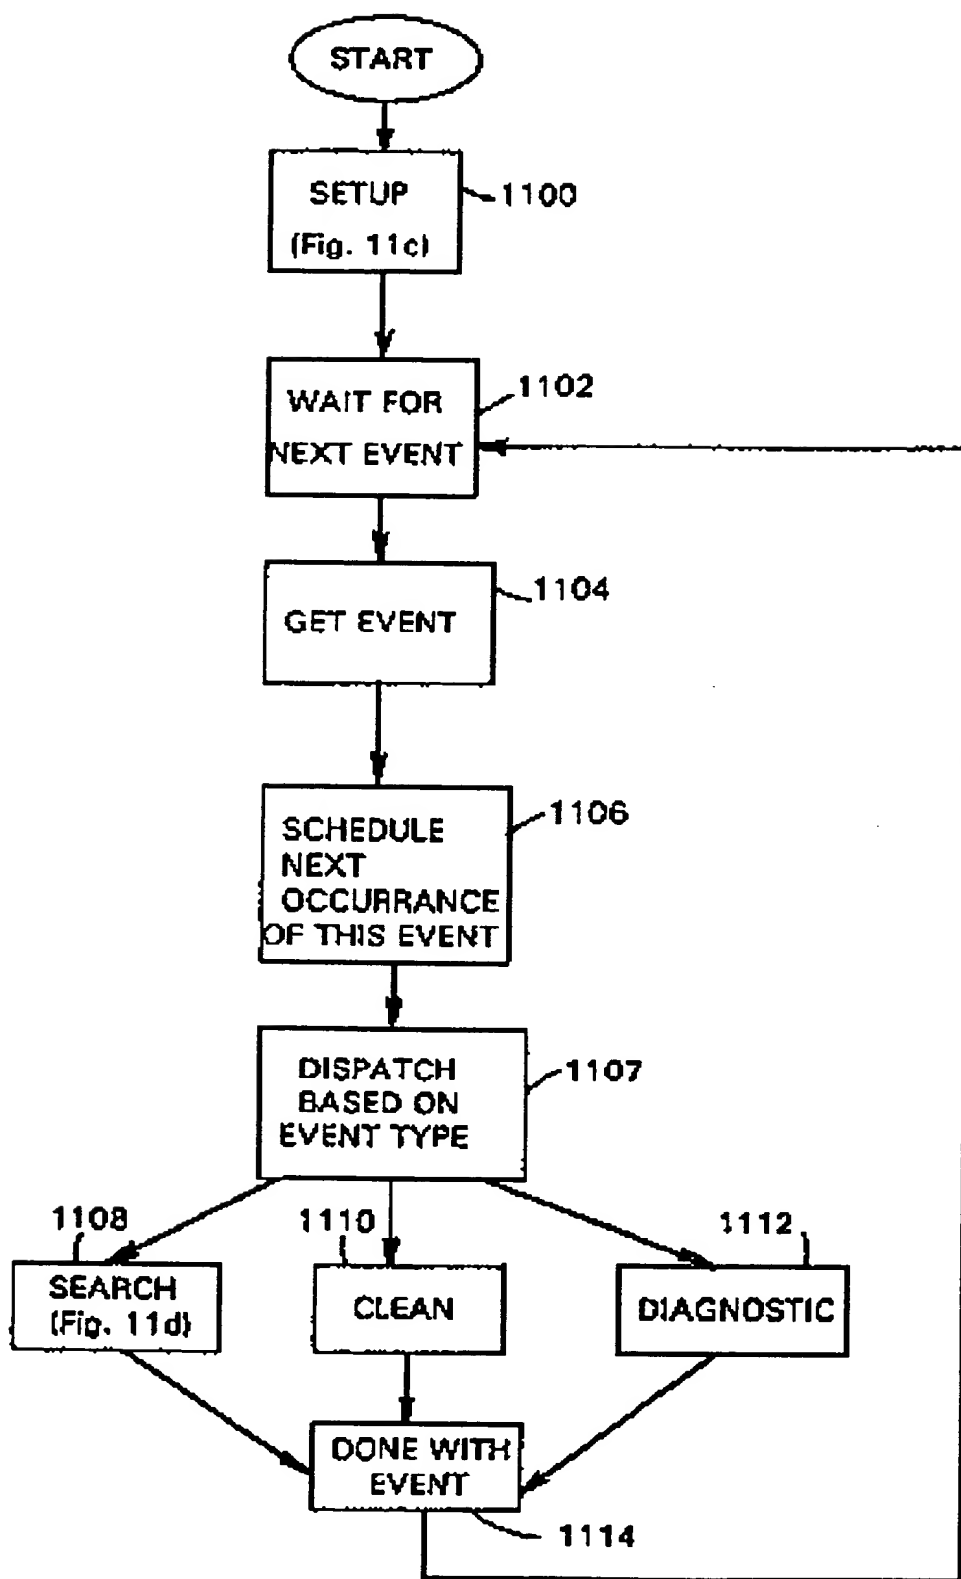 START
SETUP
(Fig. 11c)
1100
WAIT FOR
NEXT EVENT
1102
GET EVENT
1104
SCHEDULE
NEXT
OCCURRANCE
OF THIS EVENT
1106
DISPATCH
BASED ON
EVENT TYPE
1107
1108
SEARCH
(Fig. 11d)
1110
CLEAN
1112
DIAGNOSTIC
DONE WITH
EVENT
1114